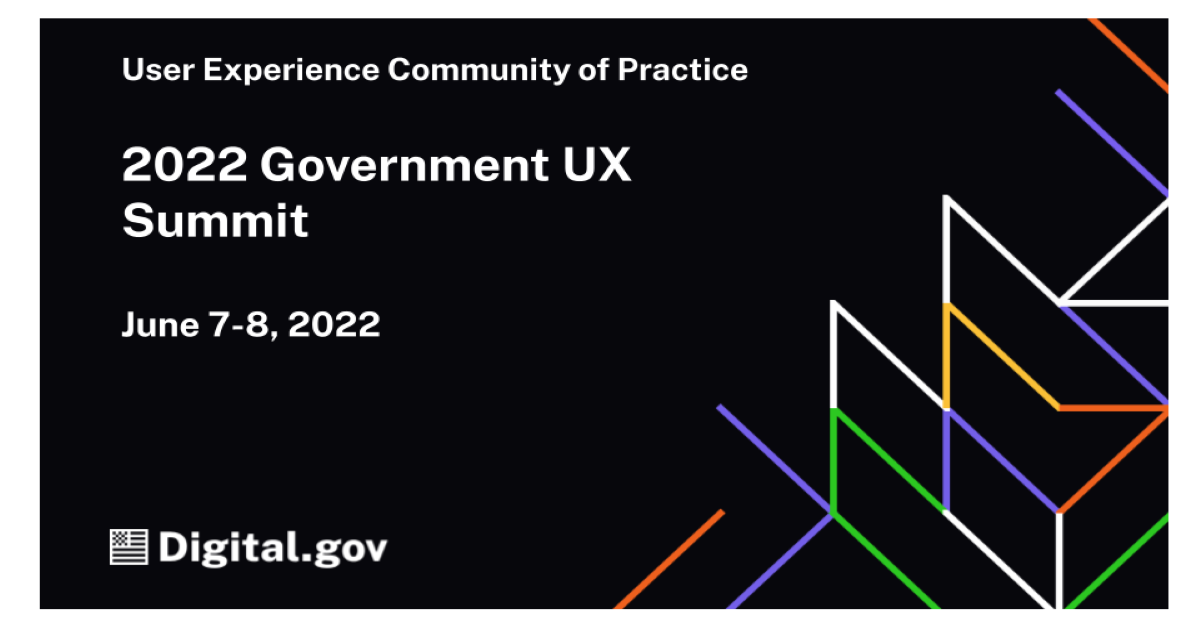 User Experience Community of Practice
2022 Government UX
Summit
June 7-8, 2022
Digital.gov